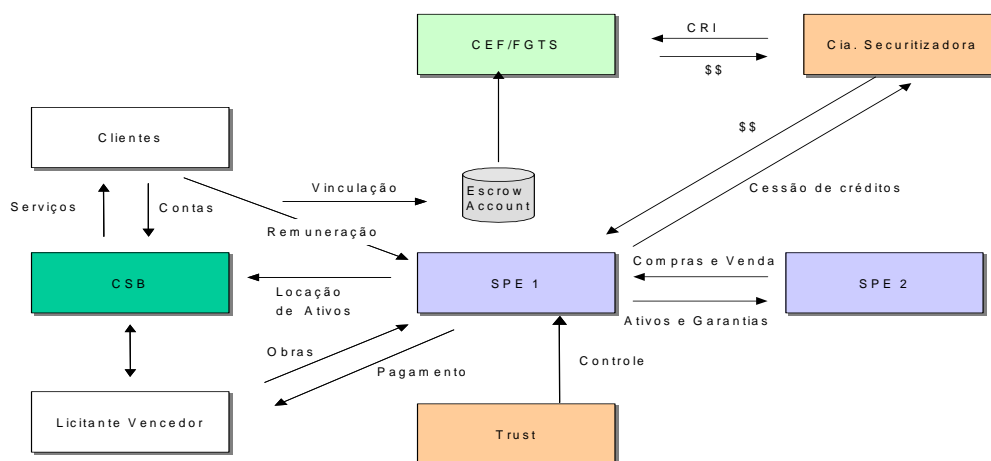 CEF/FGTS
CRI
$$
Cia. Securitizadora
Clientes
$$
Vinculação
Escrow
Account
Cessão de créditos
Serviços
Contas
Remuneração
CSB
Locação
de Ativos
SPE 1
Compras e Venda
Ativos e Garantias
SPE 2
Obras
Pagamento
Controle
Licitante Vencedor
Trust